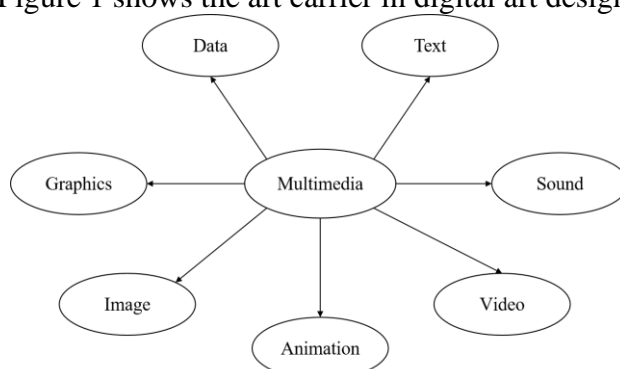 Figure 1 shows the art carrier in digital art design
Data
Text
Graphics
Multimedia
Sound
Image
Video
Animation